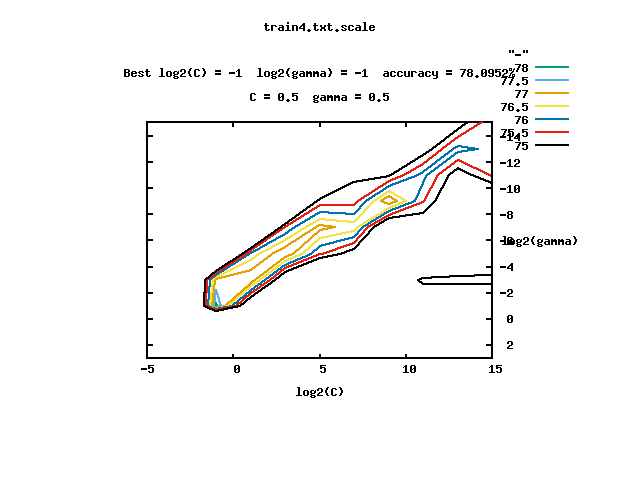 train4.txt.scale
"-"
Best log2(C) = -1  log2(gamma) = -1  accuracy = 78.0952%
78
77.5
C = 0.5  gamma = 0.5
77
76.5
76
75.5
-14
75
-12
-10
-8
-6
log2(gamma)
-4
-2
0
2
-5 0 5 10 15
log2(C)